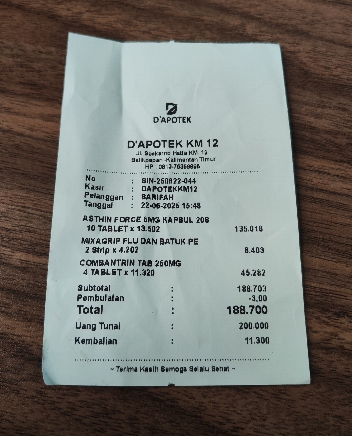 D'APOTEK
D'APOTEK KM 12
Jl. Soekarno Hatta KM 12
Balikpapan -Kalimantan Timur
HP :
No : SIN-250622-044
Kasir : DAPOTEKKM12
Pelanggan : SARIFAH
Tanggal : 22-06-2025 15:48
ASTHIN FORCE 6MG KAPSUL 20S
10 TABLET x 13.502 135.018
MIXAGRIP FLU DAN BATUK PE
2 Strip x 4.202 8.403
COMBANTRIN TAB 250MG
4 TABLET x 11.320 45.282
Subtotal : 188.703
Pembulatan : -3,00
Total : 188.700
Uang Tunai : 200.000
Kembalian : 11.300
~ Terima Kasih Semoga Selalu Sehat ~